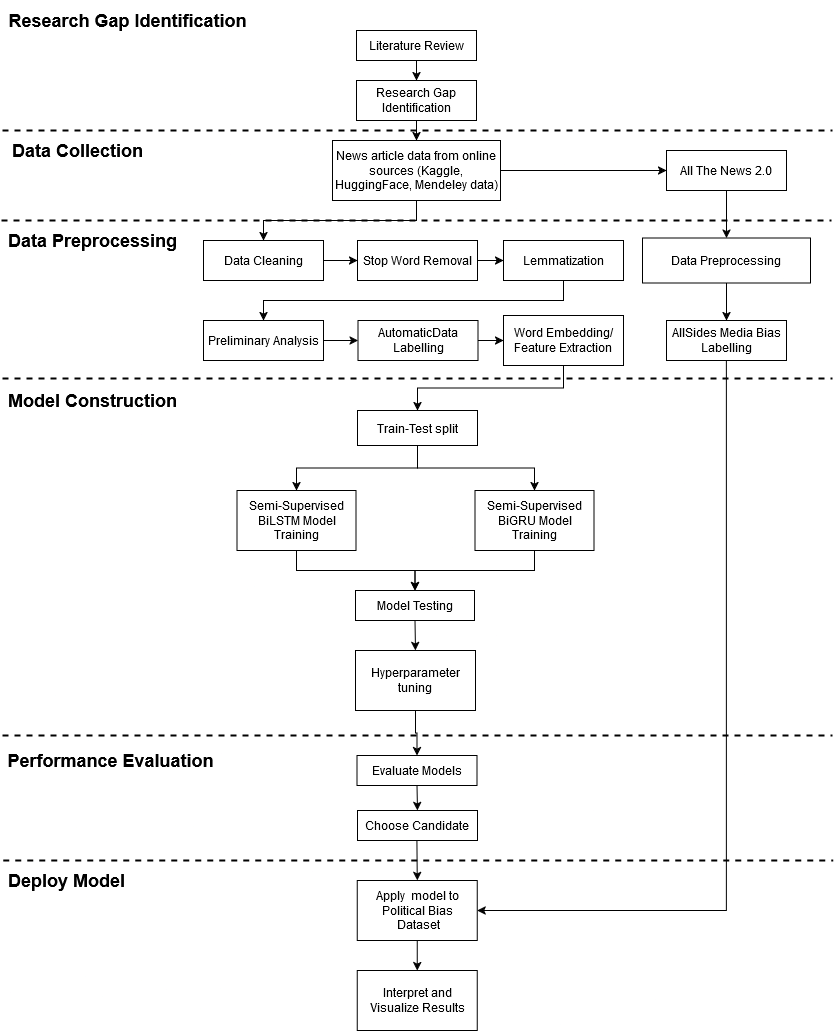 Research Gap Identification
Literature Review
Research Gap
Identification
Data Collection
News article data from online
sources (Kaggle,
HuggingFace, Mendeley data)
All The News 2.0
Data Preprocessing
Data Cleaning
Stop Word Removal
Lemmatization
Data Preprocessing
Preliminary Analysis
AutomaticData
Labelling
Word Embedding/
Feature Extraction
AllSides Media Bias
Labelling
Model Construction
Train-Test split
Semi-Supervised
BiLSTM Model
Training
Semi-Supervised
BiGRU Model
Training
Model Testing
Hyperparameter
tuning
Performance Evaluation
Evaluate Models
Choose Candidate
Deploy Model
Apply model to
Political Bias
Dataset
Interpret and
Visualize Results